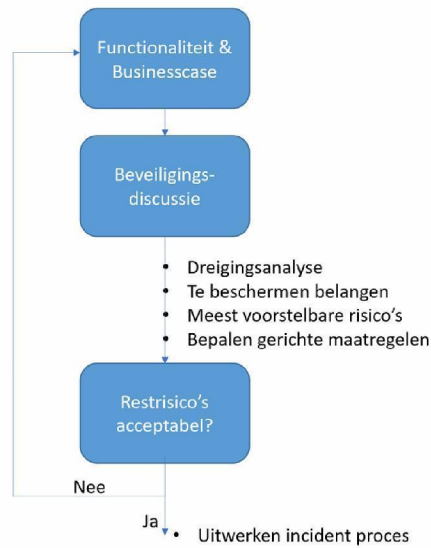 Functionaliteit &
Businesscase
Beveiligings-
discussie
• Dreigingsanalyse
• Te beschermen belangen
• Meest voorstelbare risico's
• Bepalen gerichte maatregelen
Restrisico's
acceptabel?
Nee
Ja
• Uitwerken incident proces